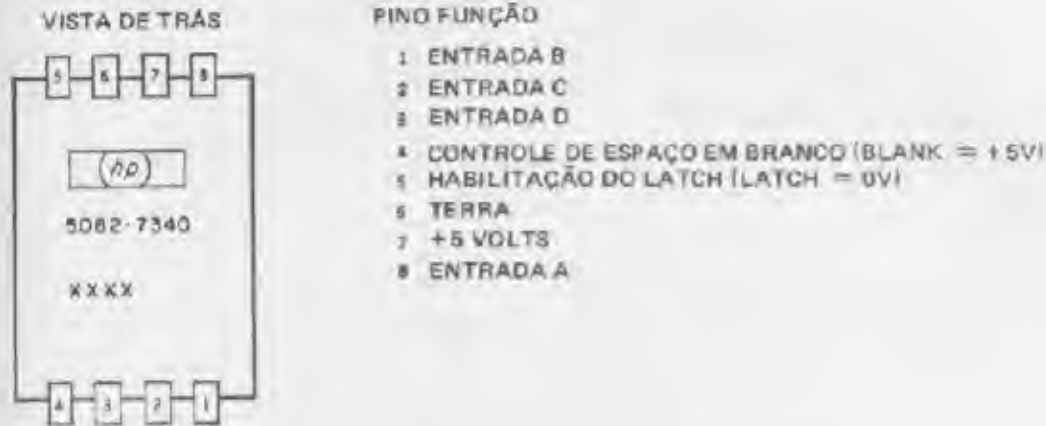 VISTA DE TRÁS
5 6 7 8
(hp)
5082-7340
XXXX
4 3 2 1
PINO FUNÇÃO
1 ENTRADA B
2 ENTRADA C
3 ENTRADA D
4 CONTROLE DE ESPAÇO EM BRANCO (BLANK = +5V)
5 HABILITAÇÃO DO LATCH (LATCH = 0V)
6 TERRA
7 +5 VOLTS
8 ENTRADA A